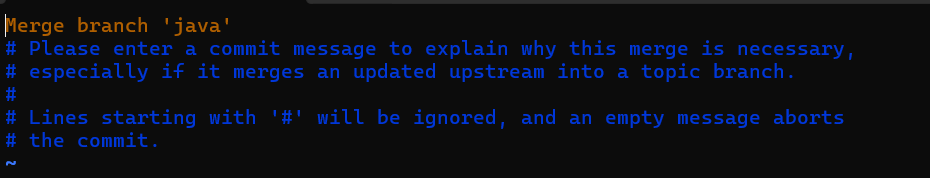 Merge branch 'java'
# Please enter a commit message to explain why this merge is necessary,
# especially if it merges an updated upstream into a topic branch.
#
# Lines starting with '#' will be ignored, and an empty message aborts
# the commit.
~